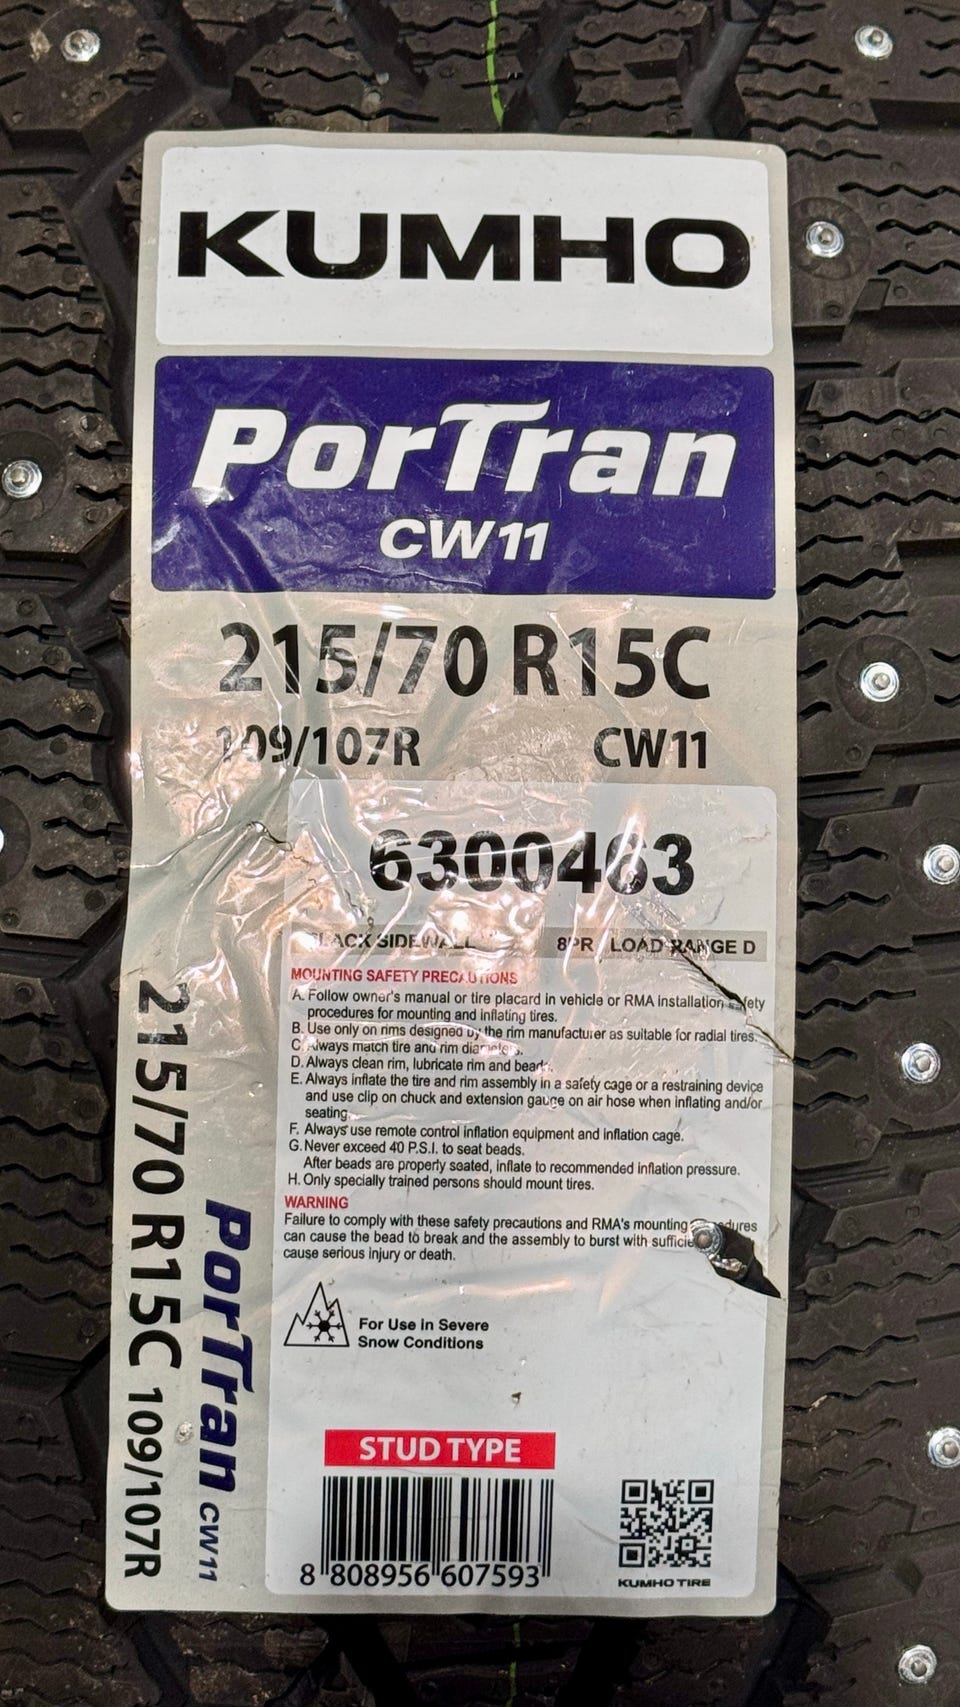 KUMHO
PorTran
CW11
215/70 R15C
109/107R CW11
6300463
BLACK SIDEWALL 8PR LOAD RANGE D
MOUNTING SAFETY PRECAUTIONS
A. Follow owner's manual or tire placard in vehicle or RMA installation safety
procedures for mounting and inflating tires.
B. Use only on rims designed by the rim manufacturer as suitable for radial tires.
C. Always match tire and rim diameters.
D. Always clean rim, lubricate rim and beads.
E. Always inflate the tire and rim assembly in a safety cage or a restraining device
and use clip on chuck and extension gauge on air hose when inflating and/or
seating.
F. Always use remote control inflation equipment and inflation cage.
G. Never exceed 40 P.S.I. to seat beads.
After beads are properly seated, inflate to recommended inflation pressure.
H. Only specially trained persons should mount tires.
WARNING
Failure to comply with these safety precautions and RMA's mounting procedures
can cause the bead to break and the assembly to burst with
cause serious injury or death.
For Use in Severe
Snow Conditions
STUD TYPE
8 808956 607593
KUMHO TIRE
215/70 R15C 109/107R
PorTran CW11